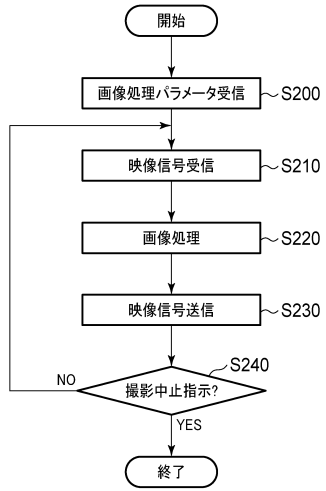 開始
画像処理パラメータ受信 S200
映像信号受信 S210
画像処理 S220
映像信号送信 S230
S240
撮影中止指示?
NO
YES
終了